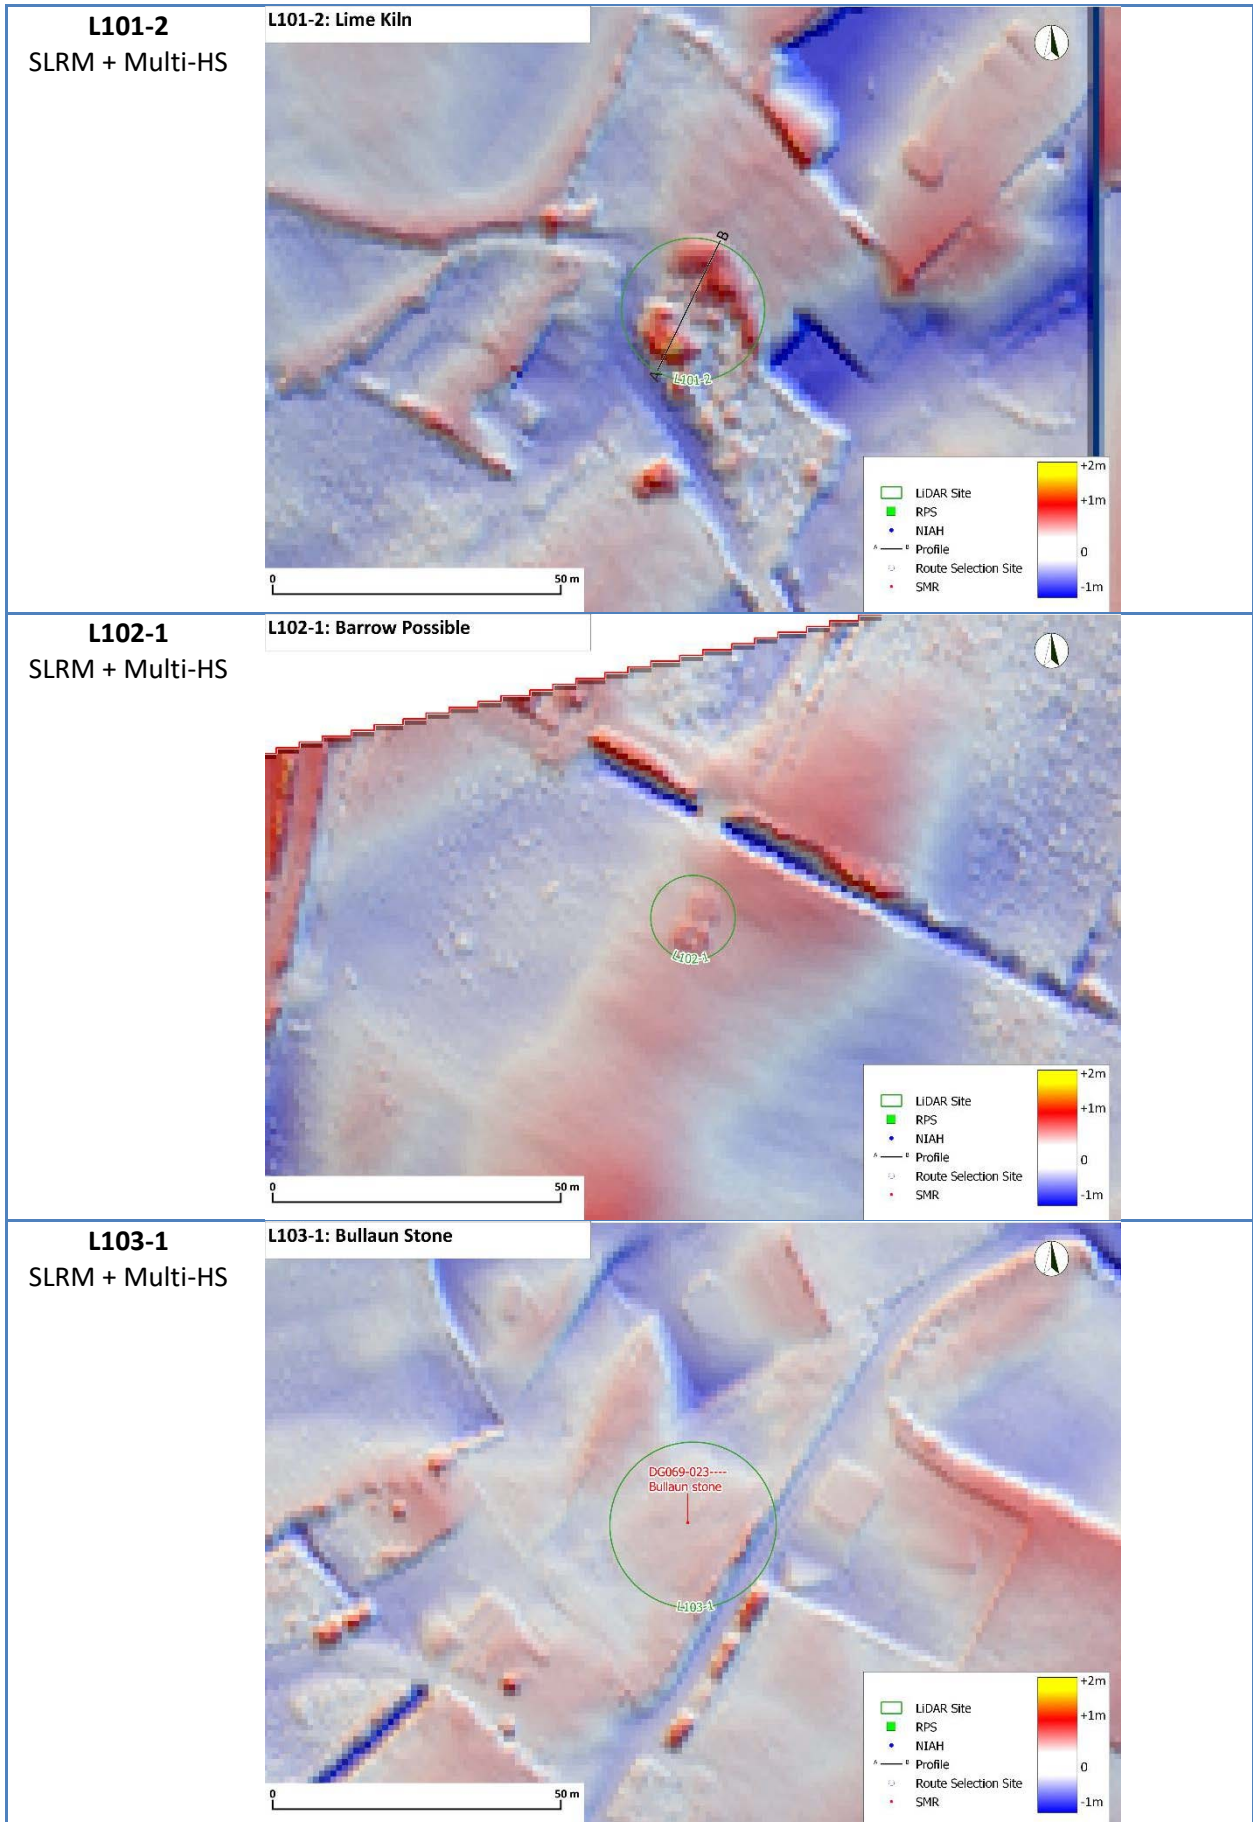 L101-2
SLRM + Multi-HS
L101-2: Lime Kiln
B
A
L101-2
LiDAR Site
RPS
NIAH
A B Profile
Route Selection Site
SMR
+2m
+1m
0
-1m
0 50 m
L102-1
SLRM + Multi-HS
L102-1: Barrow Possible
L102-1
LiDAR Site
RPS
NIAH
A B Profile
Route Selection Site
SMR
+2m
+1m
0
-1m
0 50 m
L103-1
SLRM + Multi-HS
L103-1: Bullaun Stone
DG069-023----
Bullaun stone
L103-1
LiDAR Site
RPS
NIAH
A B Profile
Route Selection Site
SMR
+2m
+1m
0
-1m
0 50 m